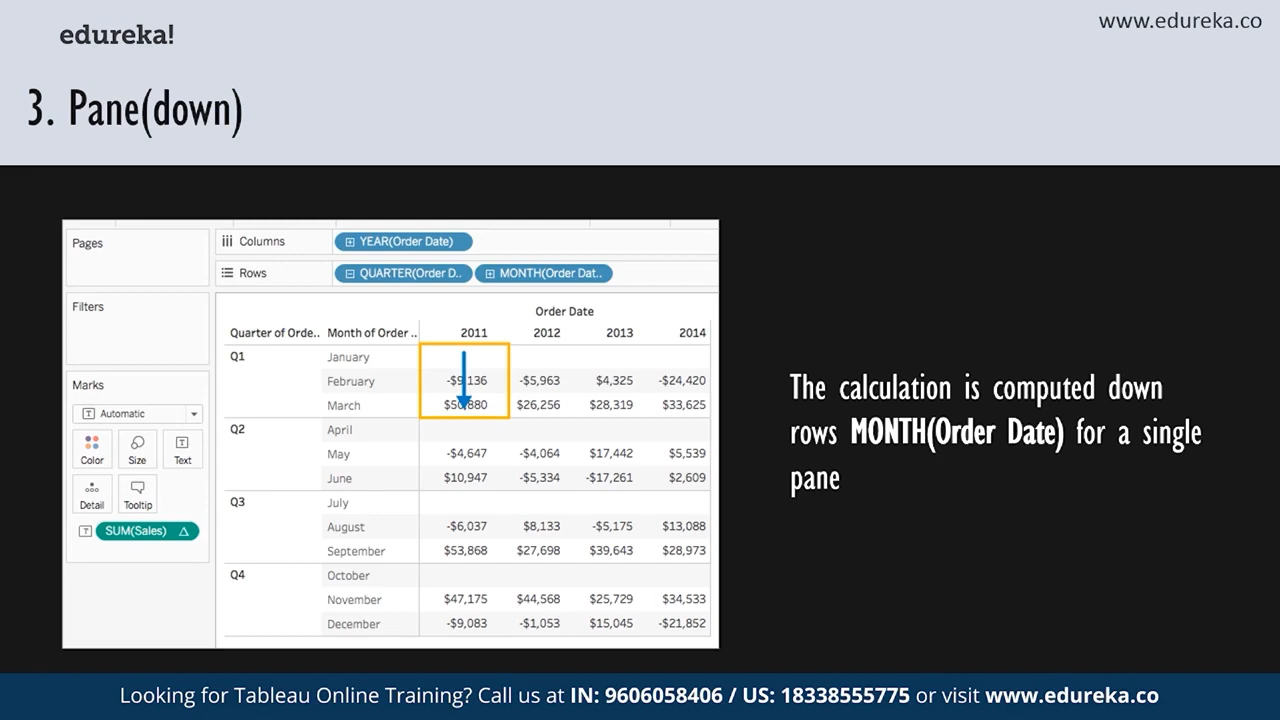 edureka!
www.edureka.co
3. Pane(down)
Pages
Columns
YEAR(Order Date)
Rows
QUARTER(Order D..
MONTH(Order Dat..
Filters
Marks
Automatic
Color
Size
Text
Detail
Tooltip
SUM(Sales)
Order Date
Quarter of Orde.. Month of Order .. 2011 2012 2013 2014
Q1 January
February -$9,136 -$5,963 $4,325 -$24,420
March $50,880 $26,256 $28,319 $33,625
Q2 April
May -$4,647 -$4,064 $17,442 $5,539
June $10,947 -$5,334 -$17,261 $2,609
Q3 July
August -$6,037 $8,133 -$5,175 $13,088
September $53,868 $27,698 $39,643 $28,973
Q4 October
November $47,175 $44,568 $25,729 $34,533
December -$9,083 -$1,053 $15,045 -$21,852
The calculation is computed down
rows MONTH(Order Date) for a single
pane
Looking for Tableau Online Training? Call us at IN: 9606058406 / US: 18338555775 or visit www.edureka.co